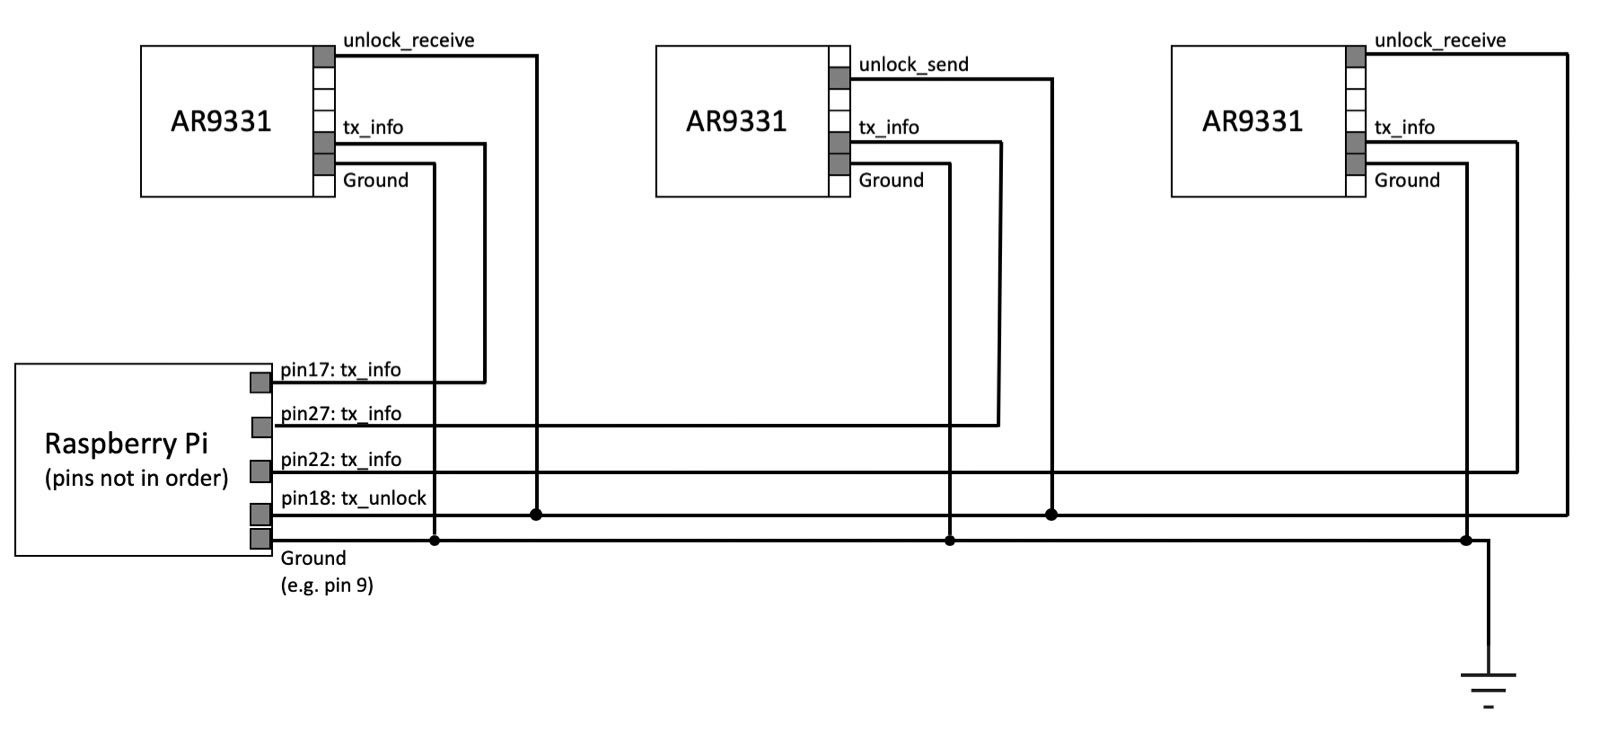 unlock_receive
AR9331
tx_info
Ground
unlock_send
AR9331
tx_info
Ground
unlock_receive
AR9331
tx_info
Ground
Raspberry Pi
(pins not in order)
pin17: tx_info
pin27: tx_info
pin22: tx_info
pin18: tx_unlock
Ground
(e.g. pin 9)